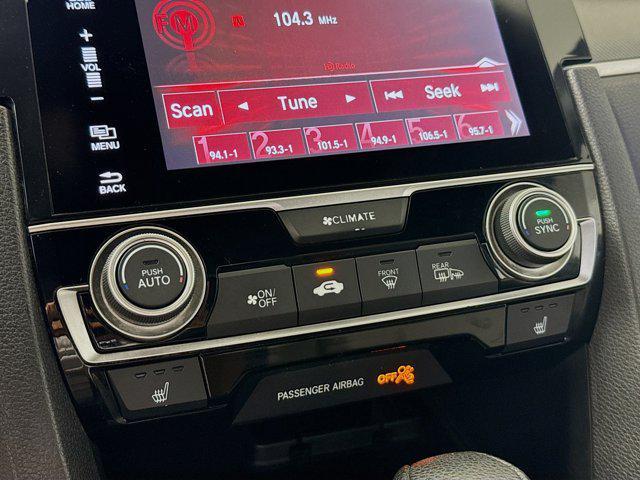 HOME
FM 104.3 MHz
+
VOL
HD Radio
−
Scan Tune Seek
1 94.1-1 2 93.3-1 3 101.5-1 4 94.9-1 5 106.5-1 6 95.7-1
MENU
BACK
CLIMATE
PUSH SYNC
PUSH AUTO
ON/OFF
FRONT
REAR
PASSENGER AIRBAG OFF